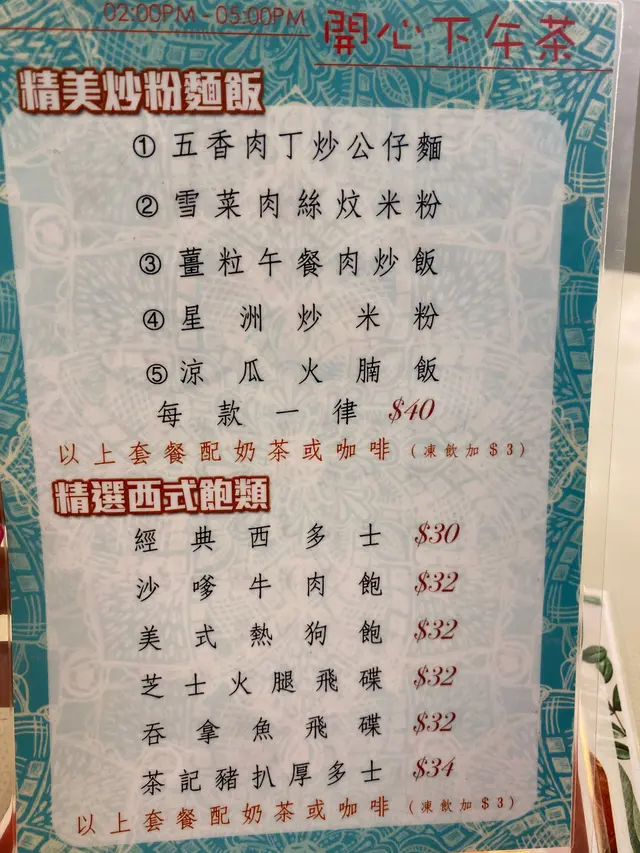 02:00PM - 05:00PM 開心下午茶
精美炒粉麵飯
① 五香肉丁炒公仔麵
② 雪菜肉絲炆米粉
③ 薑粒午餐肉炒飯
④ 星洲炒米粉
⑤ 涼瓜火腩飯
每款一律 $40
以上套餐配奶茶或咖啡 (凍飲加$3)
精選西式飽類
經典西多士 $30
沙嗲牛肉飽 $32
美式熱狗飽 $32
芝士火腿飛碟 $32
吞拿魚飛碟 $32
茶記豬扒厚多士 $34
以上套餐配奶茶或咖啡 (凍飲加$3)